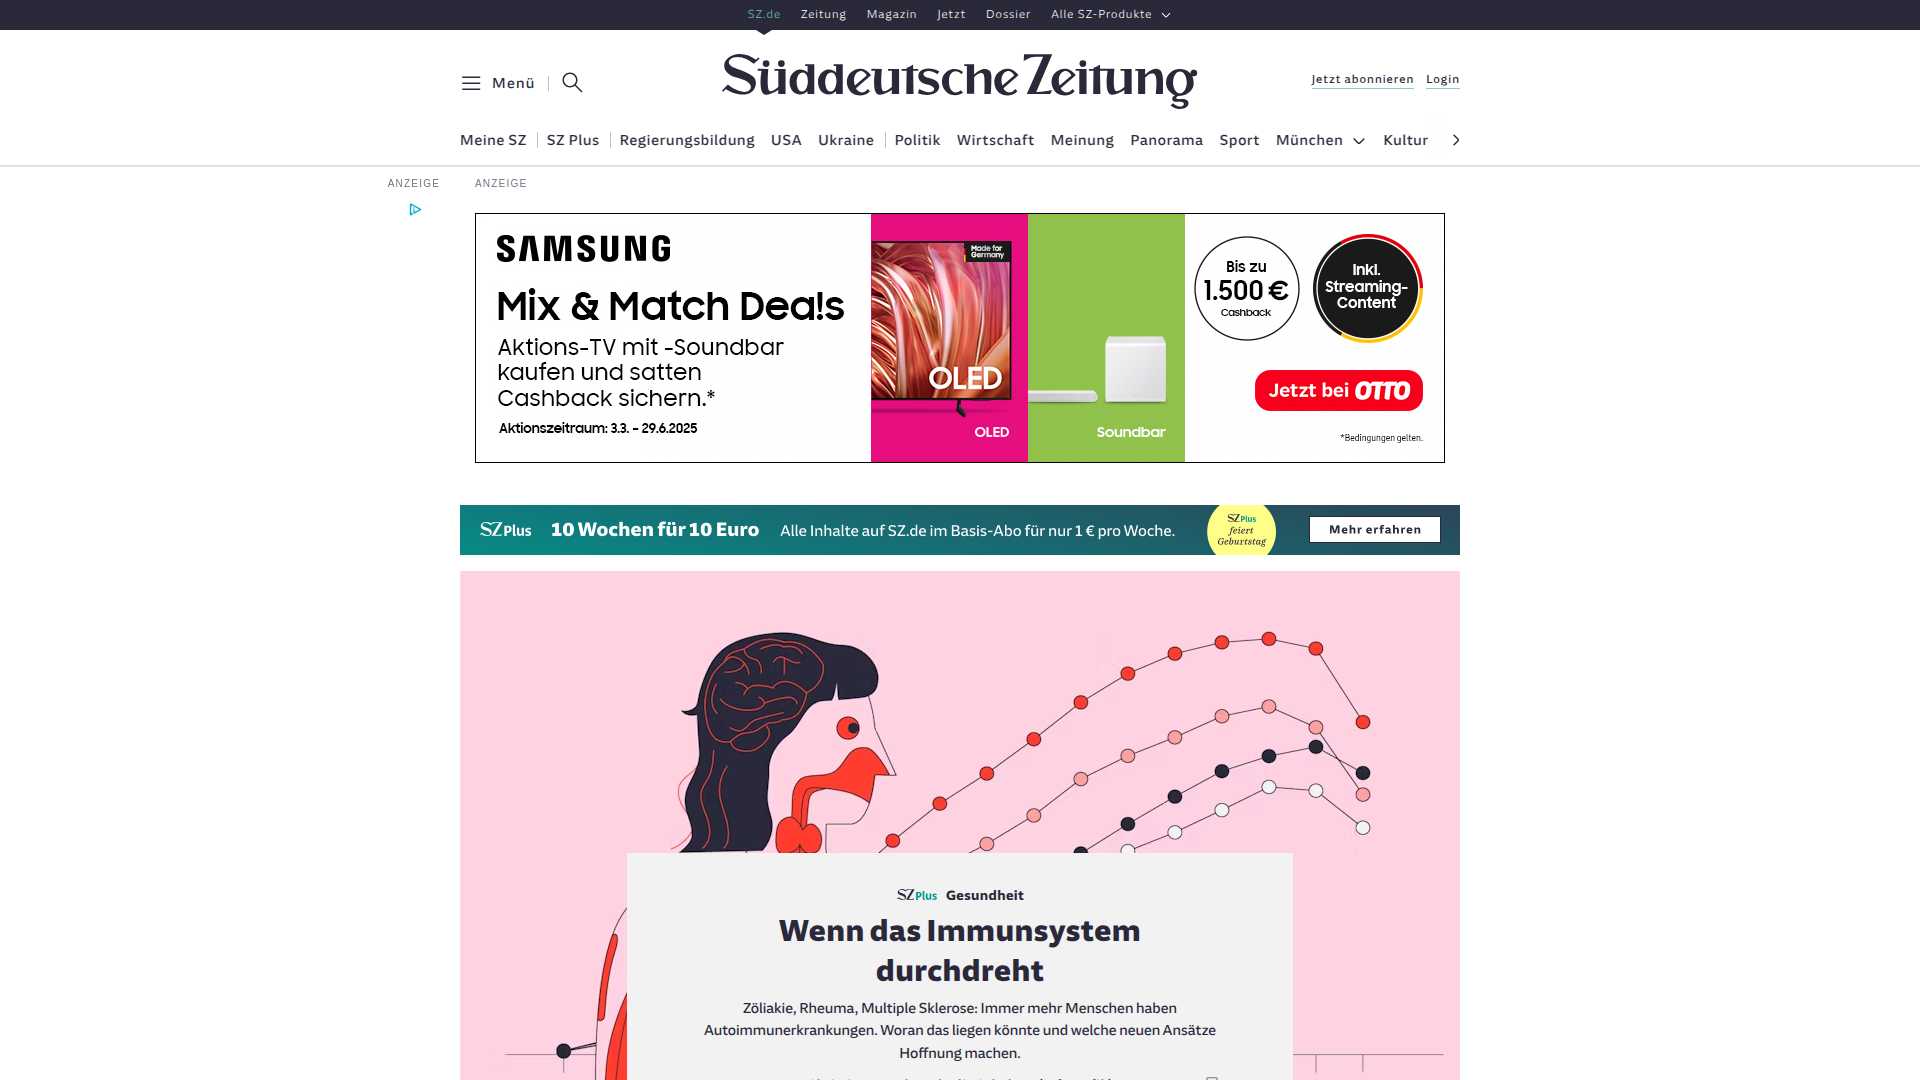 SZ.de Zeitung Magazin Jetzt Dossier Alle SZ-Produkte
Menü
Süddeutsche Zeitung
Jetzt abonnieren Login
Meine SZ SZ Plus Regierungsbildung USA Ukraine Politik Wirtschaft Meinung Panorama Sport München Kultur
ANZEIGE
ANZEIGE
SAMSUNG
Mix & Match Dea!s
Aktions-TV mit -Soundbar
kaufen und satten
Cashback sichern.*
Aktionszeitraum: 3.3. – 29.6.2025
Made for
Germany
OLED
OLED
Soundbar
Bis zu
1.500 €
Cashback
Inkl.
Streaming-
Content
Jetzt bei OTTO
*Bedingungen gelten.
SZ Plus 10 Wochen für 10 Euro Alle Inhalte auf SZ.de im Basis-Abo für nur 1 € pro Woche.
SZ Plus
feiert
Geburtstag
Mehr erfahren
SZ Plus Gesundheit
Wenn das Immunsystem
durchdreht
Zöliakie, Rheuma, Multiple Sklerose: Immer mehr Menschen haben
Autoimmunerkrankungen. Woran das liegen könnte und welche neuen Ansätze
Hoffnung machen.